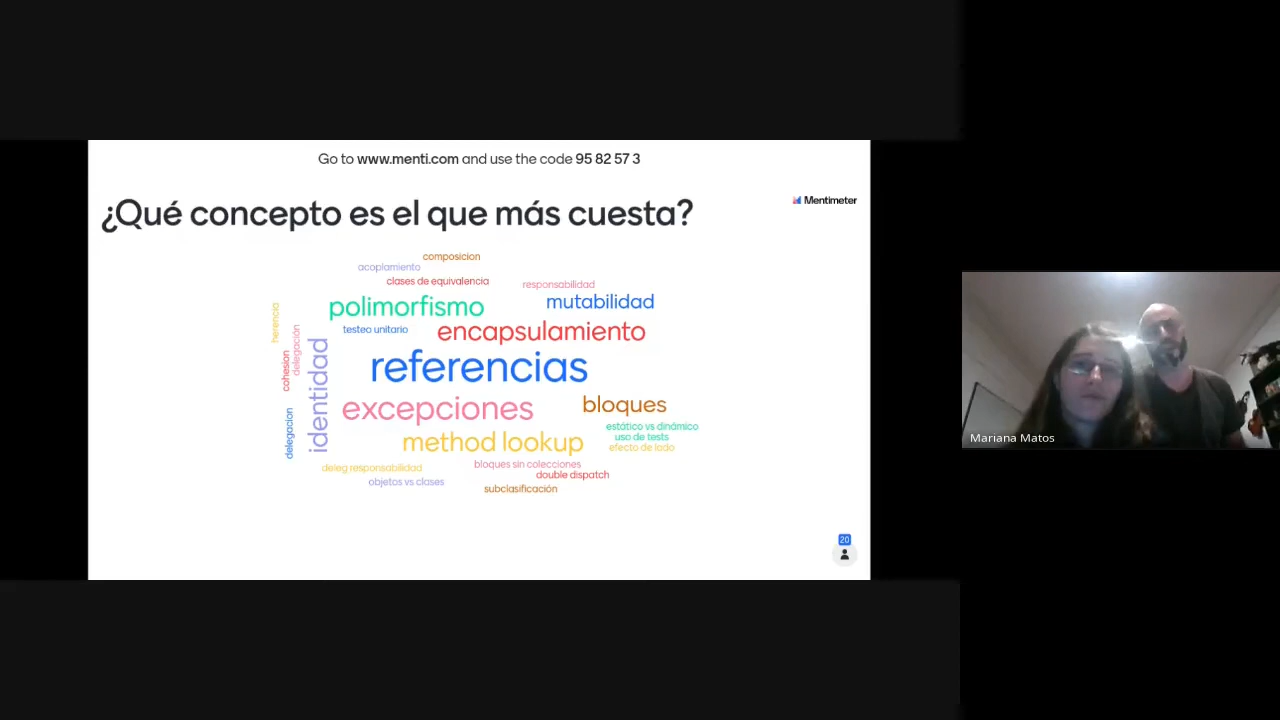 Go to www.menti.com and use the code 95 82 57 3
Mentimeter
¿Qué concepto es el que más cuesta?
composicion
acoplamiento
clases de equivalencia
responsabilidad
polimorfismo
mutabilidad
herencia
testeo unitario
encapsulamiento
delegación
cohesion
identidad
referencias
excepciones
bloques
delegacion
estático vs dinámico
uso de tests
method lookup
efecto de lado
deleg responsabilidad
bloques sin colecciones
double dispatch
objetos vs clases
subclasificación
20
Mariana Matos